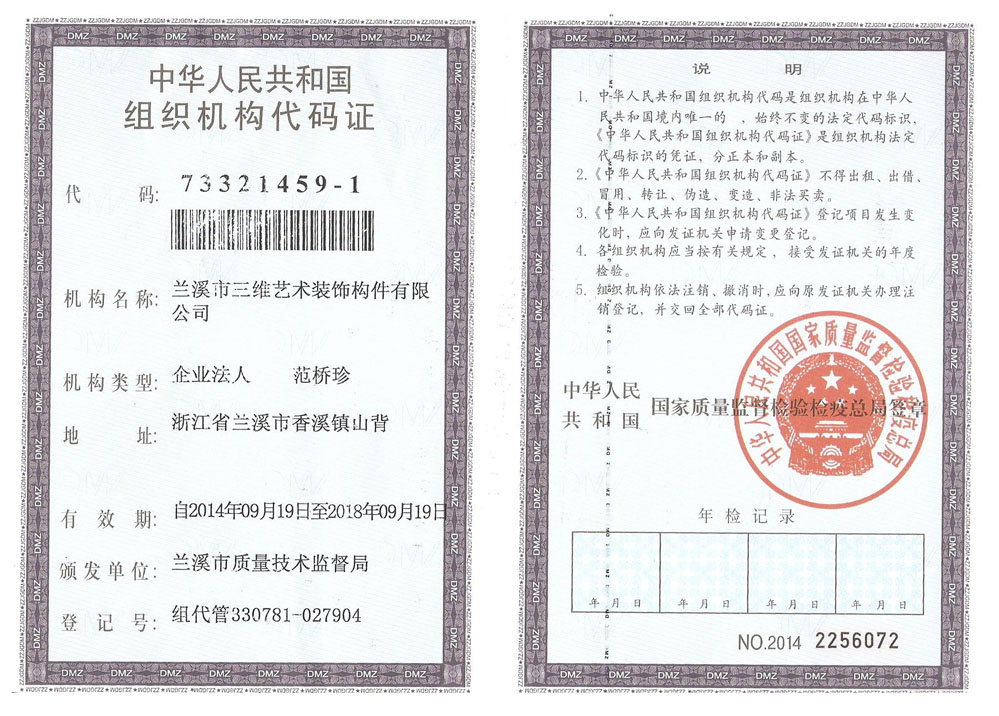 中华人民共和国
组织机构代码证
代 码: 73321459-1
机构名称: 兰溪市三维艺术装饰构件有限
公司
机构类型: 企业法人 范桥珍
地 址: 浙江省兰溪市香溪镇山背
有 效 期: 自2014年09月19日至2018年09月19日
颁发单位: 兰溪市质量技术监督局
登 记 号: 组代管330781-027904
说 明
1. 中华人民共和国组织机构代码是组织机构在中华人
民共和国境内唯一的 、始终不变的法定代码标识,
《中华人民共和国组织机构代码证》是组织机构法定
代码标识的凭证，分正本和副本。
2.《中华人民共和国组织机构代码证》不得出租、出借、
冒用、转让、伪造、变造、非法买卖。
3.《中华人民共和国组织机构代码证》登记项目发生变
化时，应向发证机关申请变更登记。
4. 各组织机构应当按有关规定，接受发证机关的年度
检验。
5. 组织机构依法注销、撤消时,应向原发证机关办理注
销登记，并交回全部代码证。
中华人民
共 和 国 国家质量监督检验检疫总局签章
中华人民共和国国家质量监督检验检疫总局
年 检 记 录
年 月 日 年 月 日 年 月 日 年 月 日
NO.2014 2256072